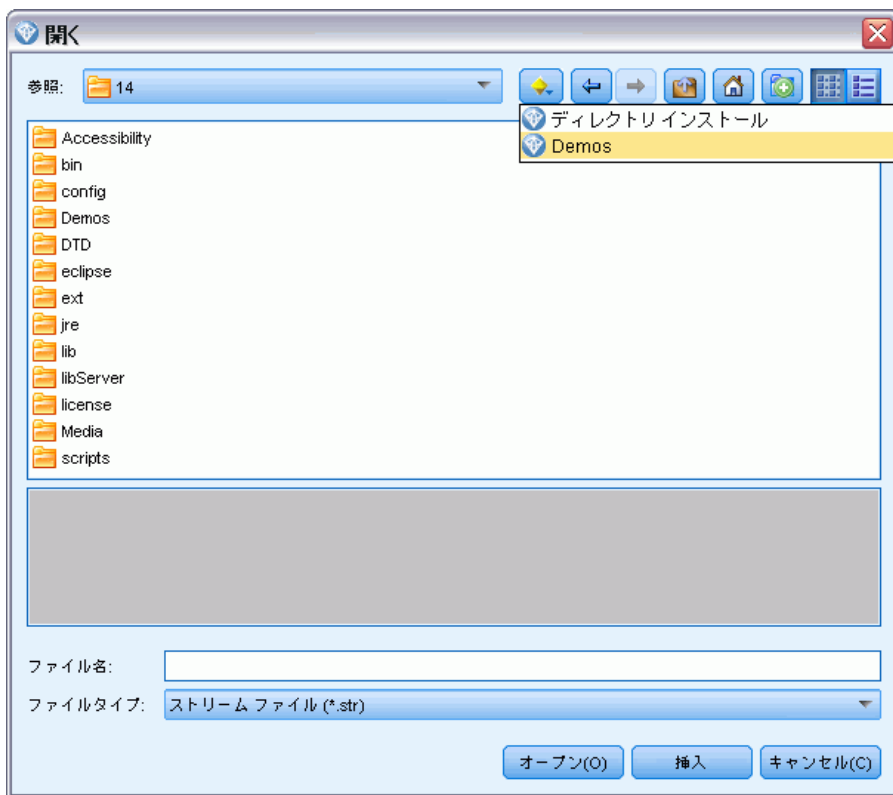 開く
参照: 14
ディレクトリ インストール
Demos
Accessibility
bin
config
Demos
DTD
eclipse
ext
jre
lib
libServer
license
Media
scripts
ファイル名:
ファイルタイプ: ストリーム ファイル (*.str)
オープン(O) 挿入 キャンセル(C)